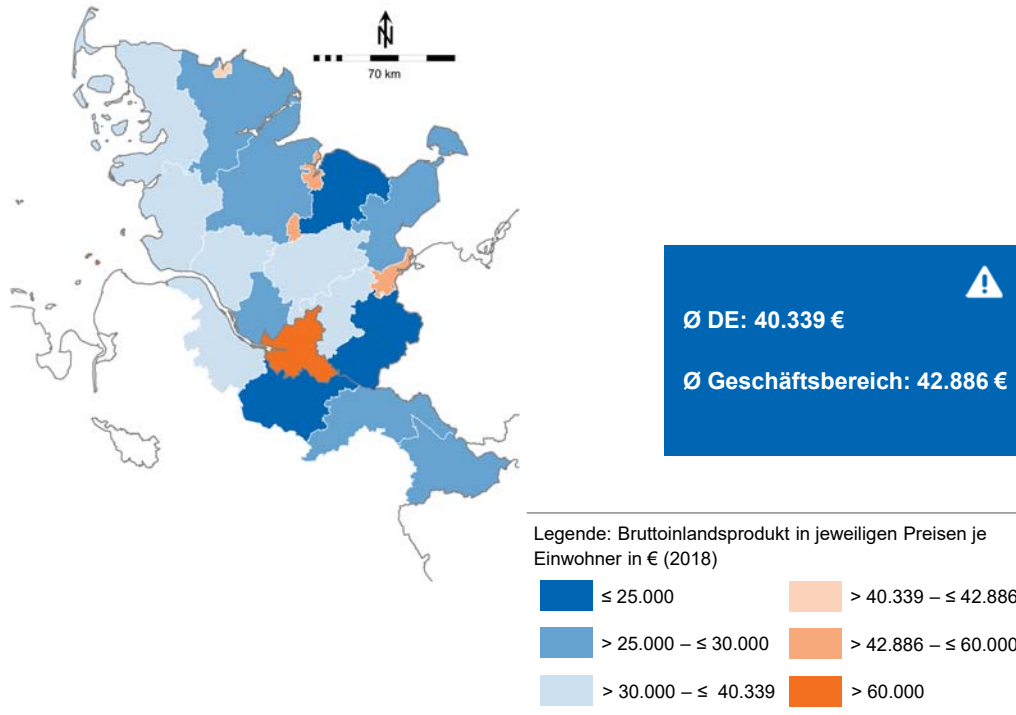 N
70 km
Ø DE: 40.339 €
Ø Geschäftsbereich: 42.886 €
Legende: Bruttoinlandsprodukt in jeweiligen Preisen je
Einwohner in € (2018)
≤ 25.000
> 40.339 – ≤ 42.886
> 25.000 – ≤ 30.000
> 42.886 – ≤ 60.000
> 30.000 – ≤ 40.339
> 60.000